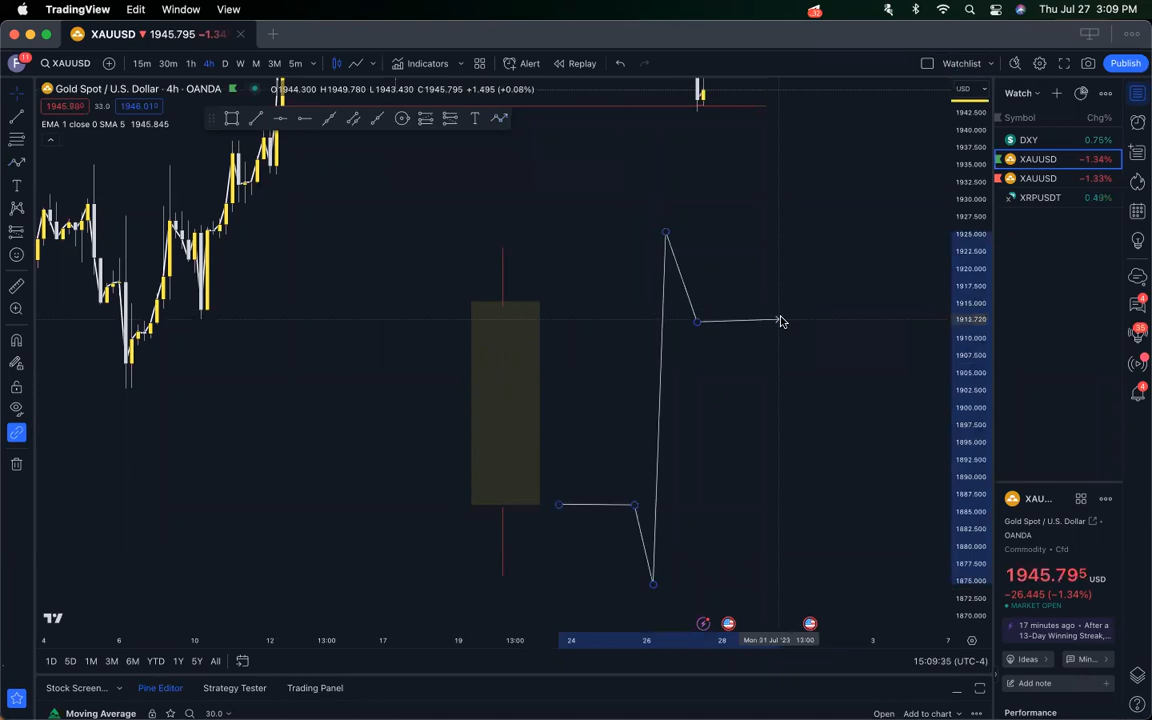 TradingView Edit Window View
32
Thu Jul 27 3:09 PM
XAUUSD 1945.795 −1.34
F 11 XAUUSD 15m 30m 1h 4h D W M 3M 5m Indicators Alert Replay Watchlist Publish
Gold Spot / U.S. Dollar · 4h · OANDA O1944.300 H1949.780 L1943.430 C1945.795 +1.495 (+0.08%)
1945.980 33.0 1946.010
EMA 1 close 0 SMA 5 1945.845
USD
1942.500
1940.000
1937.500
1935.000
1932.500
1930.000
1927.500
1925.000
1922.500
1920.000
1917.500
1915.000
1913.720
1910.000
1907.500
1905.000
1902.500
1900.000
1897.500
1895.000
1892.500
1890.000
1887.500
1885.000
1882.500
1880.000
1877.500
1875.000
1872.500
1870.000
4 6 10 12 13:00 17 19 13:00 24 26 28 Mon 31 Jul '23 13:00 3 7
1D 5D 1M 3M 6M YTD 1Y 5Y All 15:09:35 (UTC-4)
Stock Screen... Pine Editor Strategy Tester Trading Panel
Moving Average 30.0 Open Add to chart
Watch
Symbol Chg%
DXY 0.75%
XAUUSD −1.34%
XAUUSD −1.33%
XRPUSDT 0.49%
4
35
4
XAU...
Gold Spot / U.S. Dollar
OANDA
Commodity • Cfd
1945.795 USD
−26.445 (−1.34%)
MARKET OPEN
17 minutes ago • After a
13-Day Winning Streak,
Ideas Min...
Add note
Performance